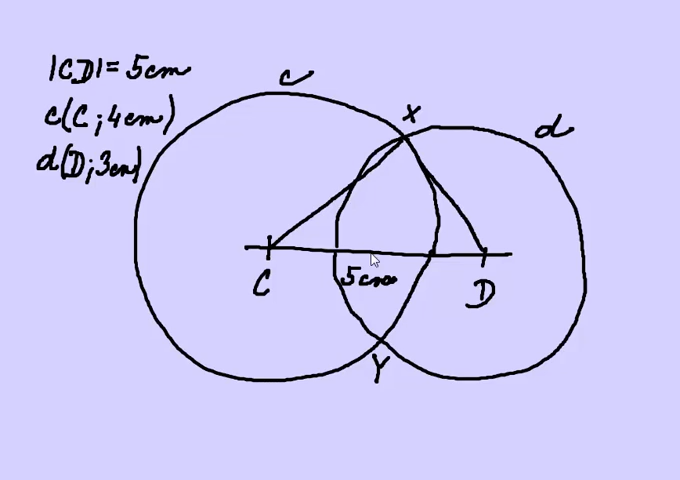 |CD| = 5cm
c(C; 4cm)
d(D; 3cm)
c
X
d
C
5cm
D
Y